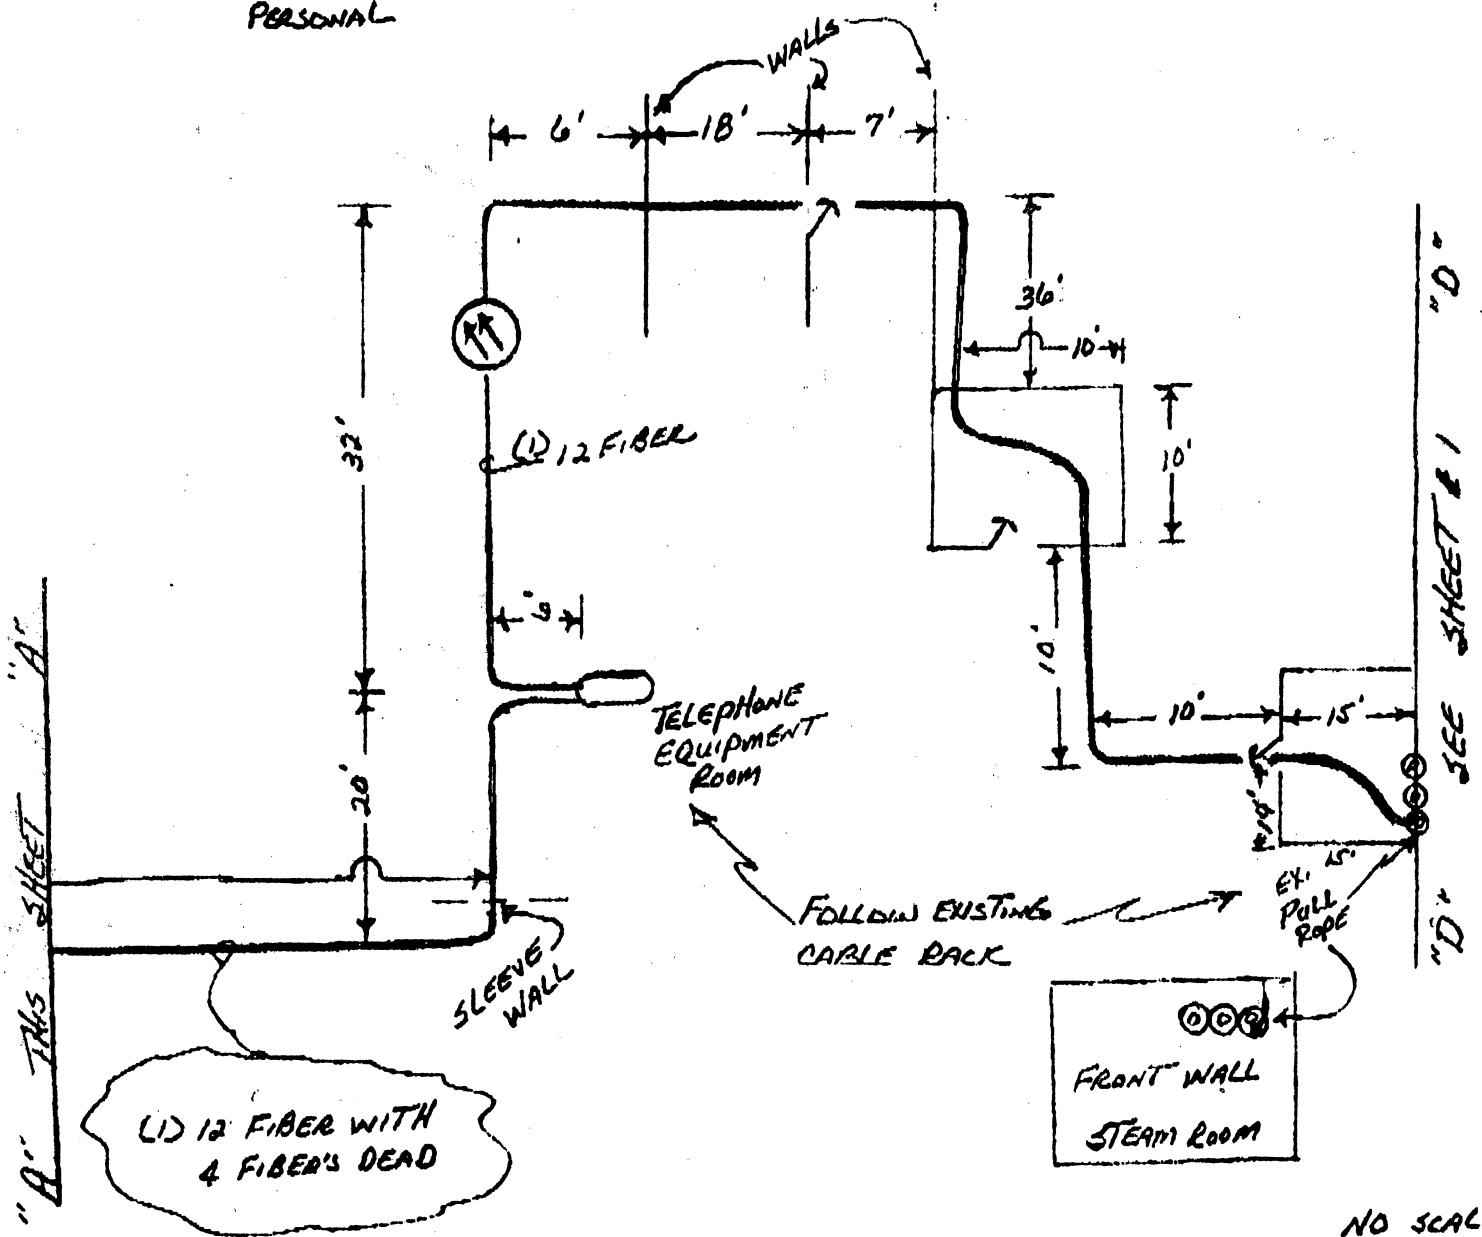 PERSONAL
WALLS
6'
18'
7'
36'
10'
32'
(1) 12 FIBER
10'
10'
"A" THIS SHEET "A"
"D" SEE SHEET # 1 "D"
TELEPHONE
EQUIPMENT
ROOM
10'
15'
20'
15'
EX.
PULL
ROPE
FOLLOW EXISTING
CABLE RACK
SLEEVE
WALL
FRONT WALL
STEAM ROOM
(1) 12 FIBER WITH
4 FIBER'S DEAD
NO SCAL